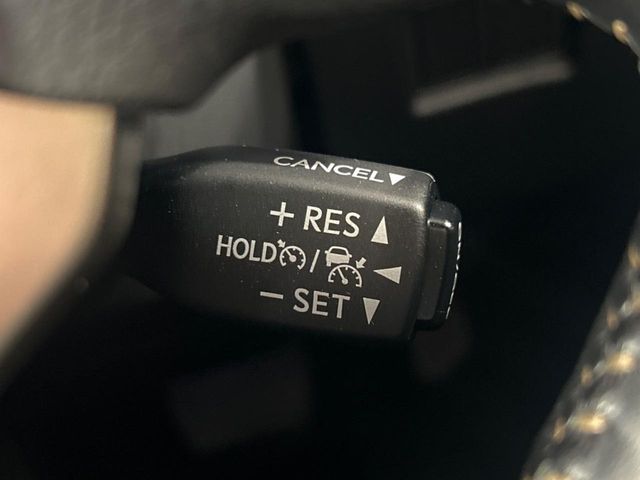 CANCEL▼
+ RES ▲
HOLD / ◀
− SET ▼